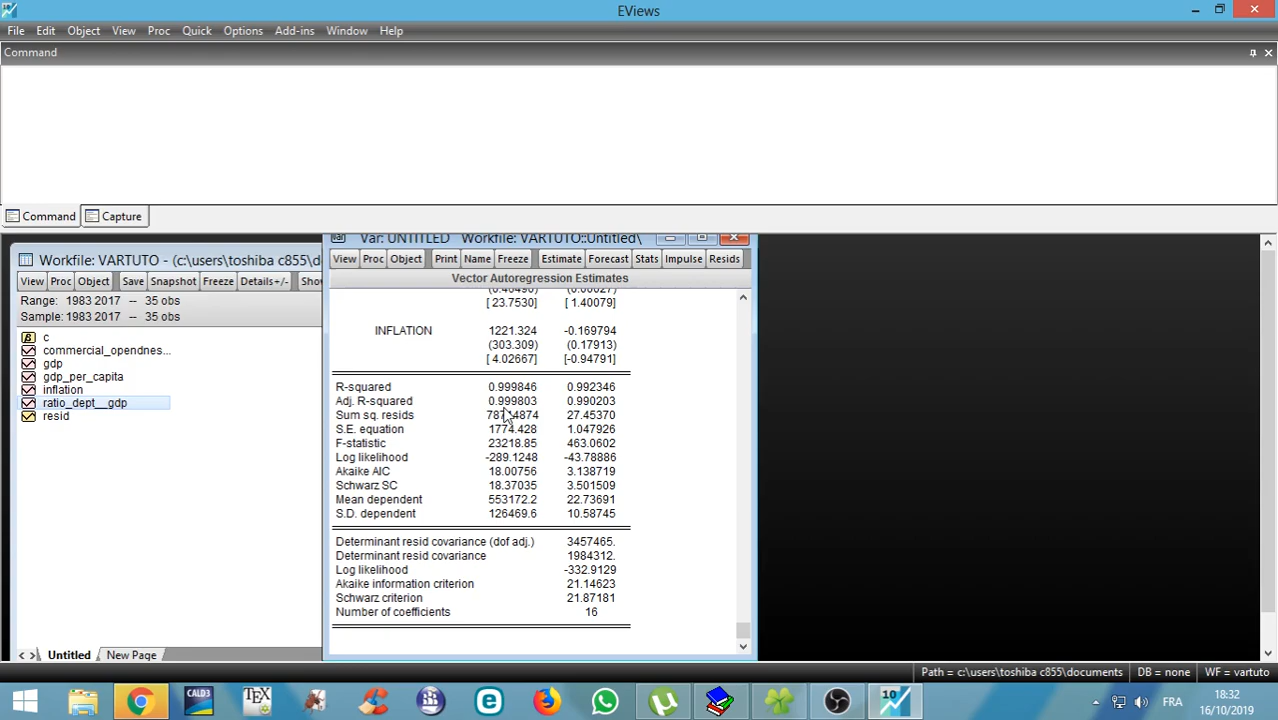 EViews
File Edit Object View Proc Quick Options Add-ins Window Help
Command
Command Capture
Workfile: VARTUTO - (c:\users\toshiba c855\d
View Proc Object Save Snapshot Freeze Details+/-
Range: 1983 2017 -- 35 obs
Sample: 1983 2017 -- 35 obs
c
commercial_opendnes...
gdp
gdp_per_capita
inflation
ratio_dept__gdp
resid
Untitled New Page
Var: UNTITLED Workfile: VARTUTO::Untitled\
View Proc Object Print Name Freeze Estimate Forecast Stats Impulse Resids
Vector Autoregression Estimates
[ 23.7530] [ 1.40079]
INFLATION 1221.324 -0.169794
(303.309) (0.17913)
[ 4.02667] [-0.94791]
R-squared 0.999846 0.992346
Adj. R-squared 0.999803 0.990203
Sum sq. resids 27.45370
S.E. equation 1774.428 1.047926
F-statistic 23218.85 463.0602
Log likelihood -289.1248 -43.78886
Akaike AIC 18.00756 3.138719
Schwarz SC 18.37035 3.501509
Mean dependent 553172.2 22.73691
S.D. dependent 126469.6 10.58745
Determinant resid covariance (dof adj.) 3457465.
Determinant resid covariance 1984312.
Log likelihood -332.9129
Akaike information criterion 21.14623
Schwarz criterion 21.87181
Number of coefficients 16
Path = c:\users\toshiba c855\documents DB = none WF = vartuto
CALD3 TEX 10 FRA 18:32
16/10/2019